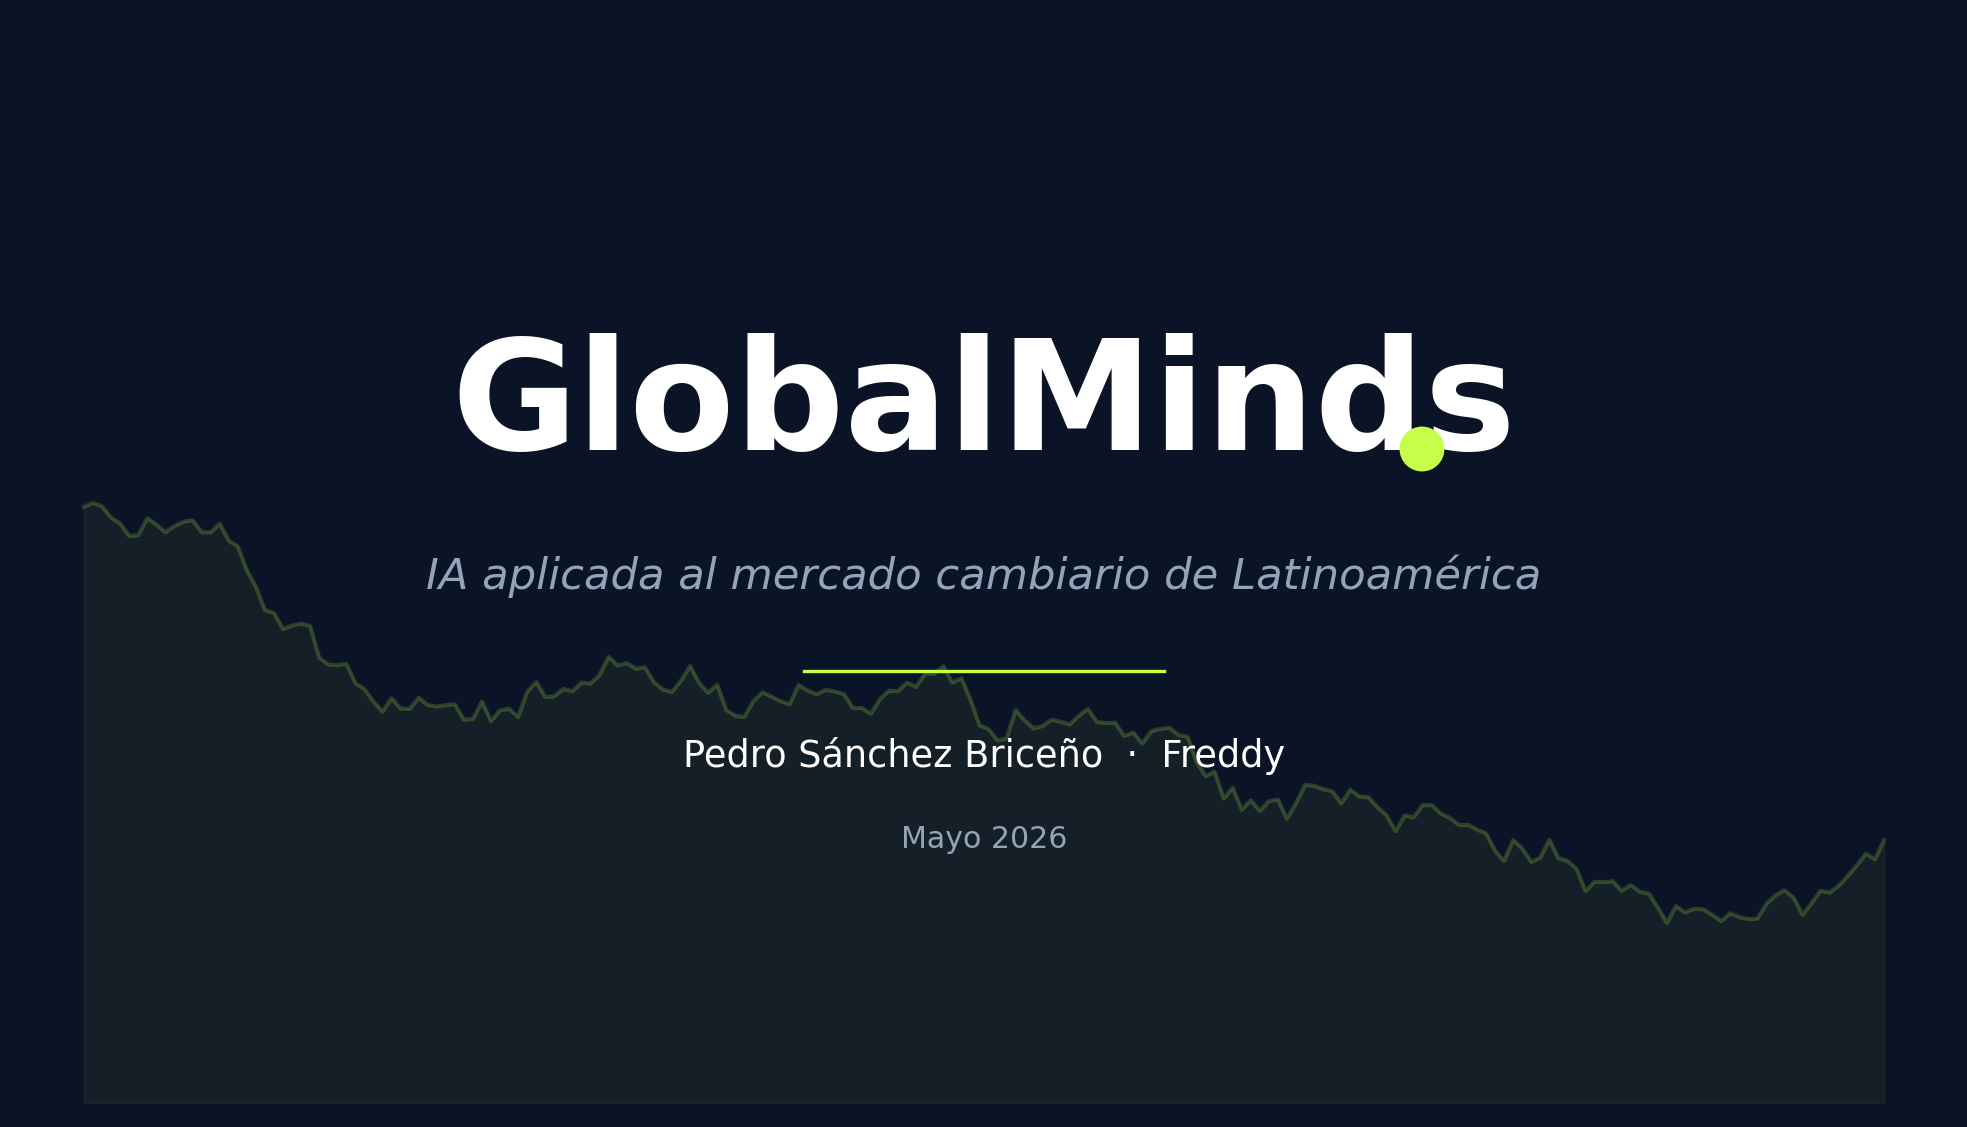 GlobalMinds
IA aplicada al mercado cambiario de Latinoamérica
Pedro Sánchez Briceño · Freddy
Mayo 2026